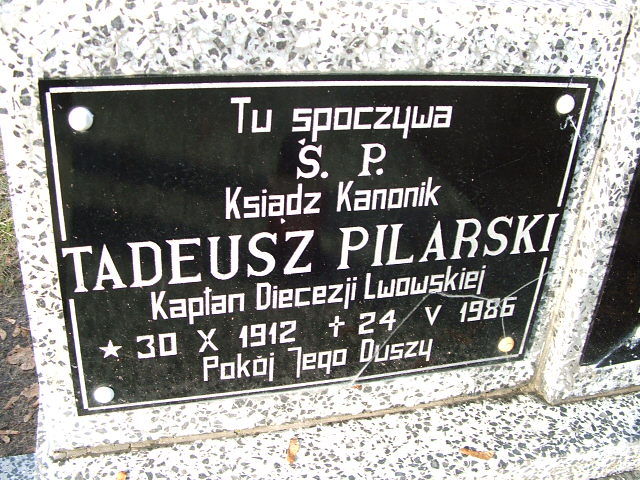 Tu spoczywa
Ś. P.
Ksiądz Kanonik
TADEUSZ PILARSKI
Kapłan Diecezji Lwowskiej
★ 30 X 1912 † 24 V 1986
Pokój Jego Duszy